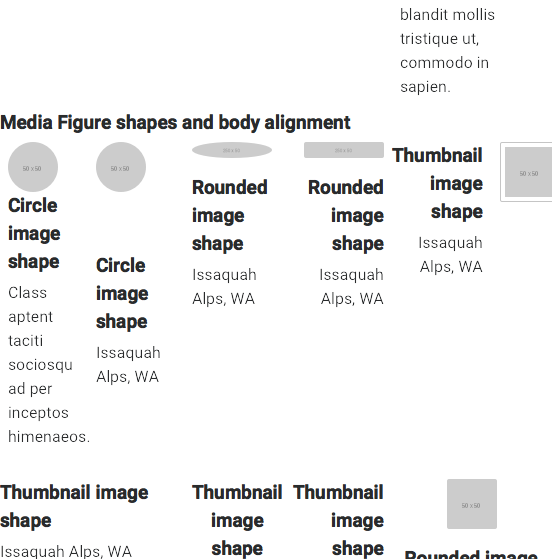 blandit mollis
tristique ut,
commodo in
sapien.
Media Figure shapes and body alignment
50 x 50
Circle
image
shape
Class
aptent
taciti
sociosqu
ad per
inceptos
himenaeos.
50 x 50
Circle
image
shape
Issaquah
Alps, WA
50 x 50
Rounded
image
shape
Issaquah
Alps, WA
50 x 50
Rounded
image
shape
Issaquah
Alps, WA
Thumbnail
image
shape
Issaquah
Alps, WA
50 x 50
Thumbnail image
shape
Issaquah Alps, WA
Thumbnail
image
shape
Thumbnail
image
shape
50 x 50
Rounded image